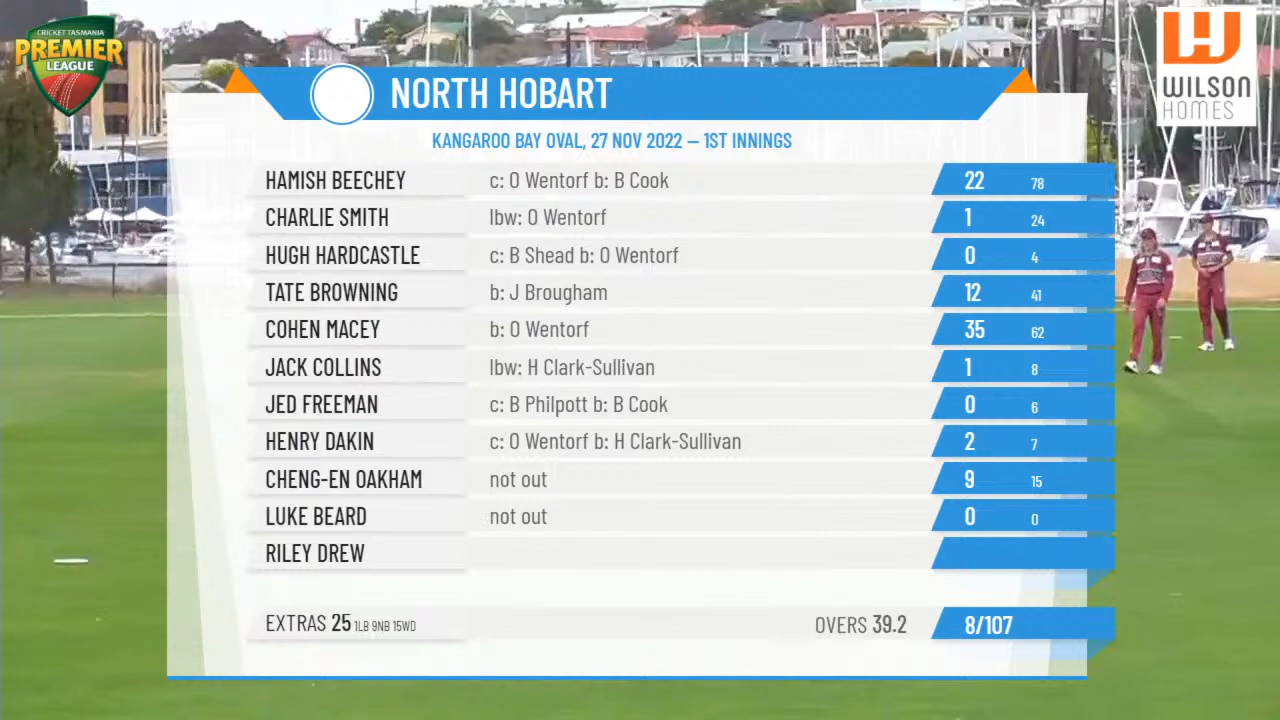 CRICKET TASMANIA
PREMIER
LEAGUE
WILSON
HOMES
NORTH HOBART
KANGAROO BAY OVAL, 27 NOV 2022 – 1ST INNINGS
HAMISH BEECHEY c: O Wentorf b: B Cook 22 78
CHARLIE SMITH lbw: O Wentorf 1 24
HUGH HARDCASTLE c: B Shead b: O Wentorf 0 4
TATE BROWNING b: J Brougham 12 41
COHEN MACEY b: O Wentorf 35 62
JACK COLLINS lbw: H Clark-Sullivan 1 8
JED FREEMAN c: B Philpott b: B Cook 0 6
HENRY DAKIN c: O Wentorf b: H Clark-Sullivan 2 7
CHENG-EN OAKHAM not out 9 15
LUKE BEARD not out 0 0
RILEY DREW
EXTRAS 25 1LB 9NB 15WD OVERS 39.2 8/107